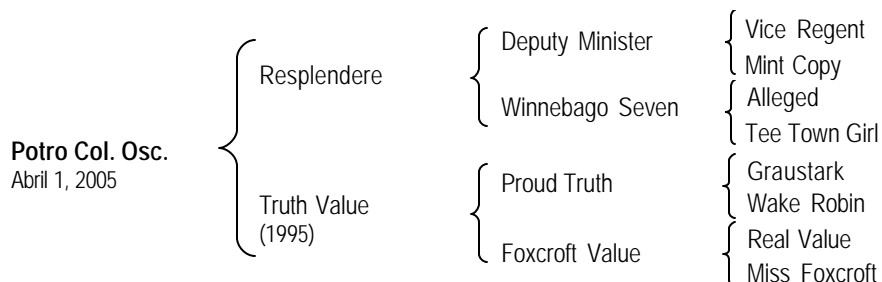 Vice Regent
Deputy Minister
Mint Copy
Resplendere
Alleged
Winnebago Seven
Tee Town Girl
Potro Col. Osc.
Abril 1, 2005
Graustark
Proud Truth
Wake Robin
Truth Value
(1995)
Real Value
Foxcroft Value
Miss Foxcroft